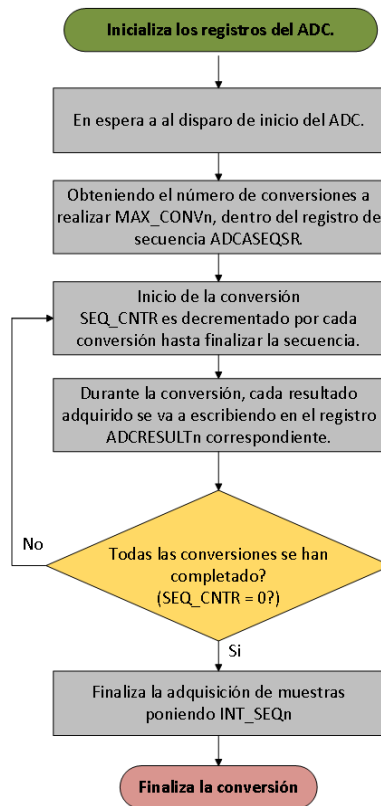 Inicializa los registros del ADC.
En espera a al disparo de inicio del ADC.
Obteniendo el número de conversiones a
realizar MAX_CONVn, dentro del registro de
secuencia ADCASEQSR.
Inicio de la conversión
SEQ_CNTR es decrementado por cada
conversión hasta finalizar la secuencia.
Durante la conversión, cada resultado
adquirido se va a escribiendo en el registro
ADCRESULTn correspondiente.
No
Todas las conversiones se han
completado?
(SEQ_CNTR = 0?)
Si
Finaliza la adquisición de muestras
poniendo INT_SEQn
Finaliza la conversión